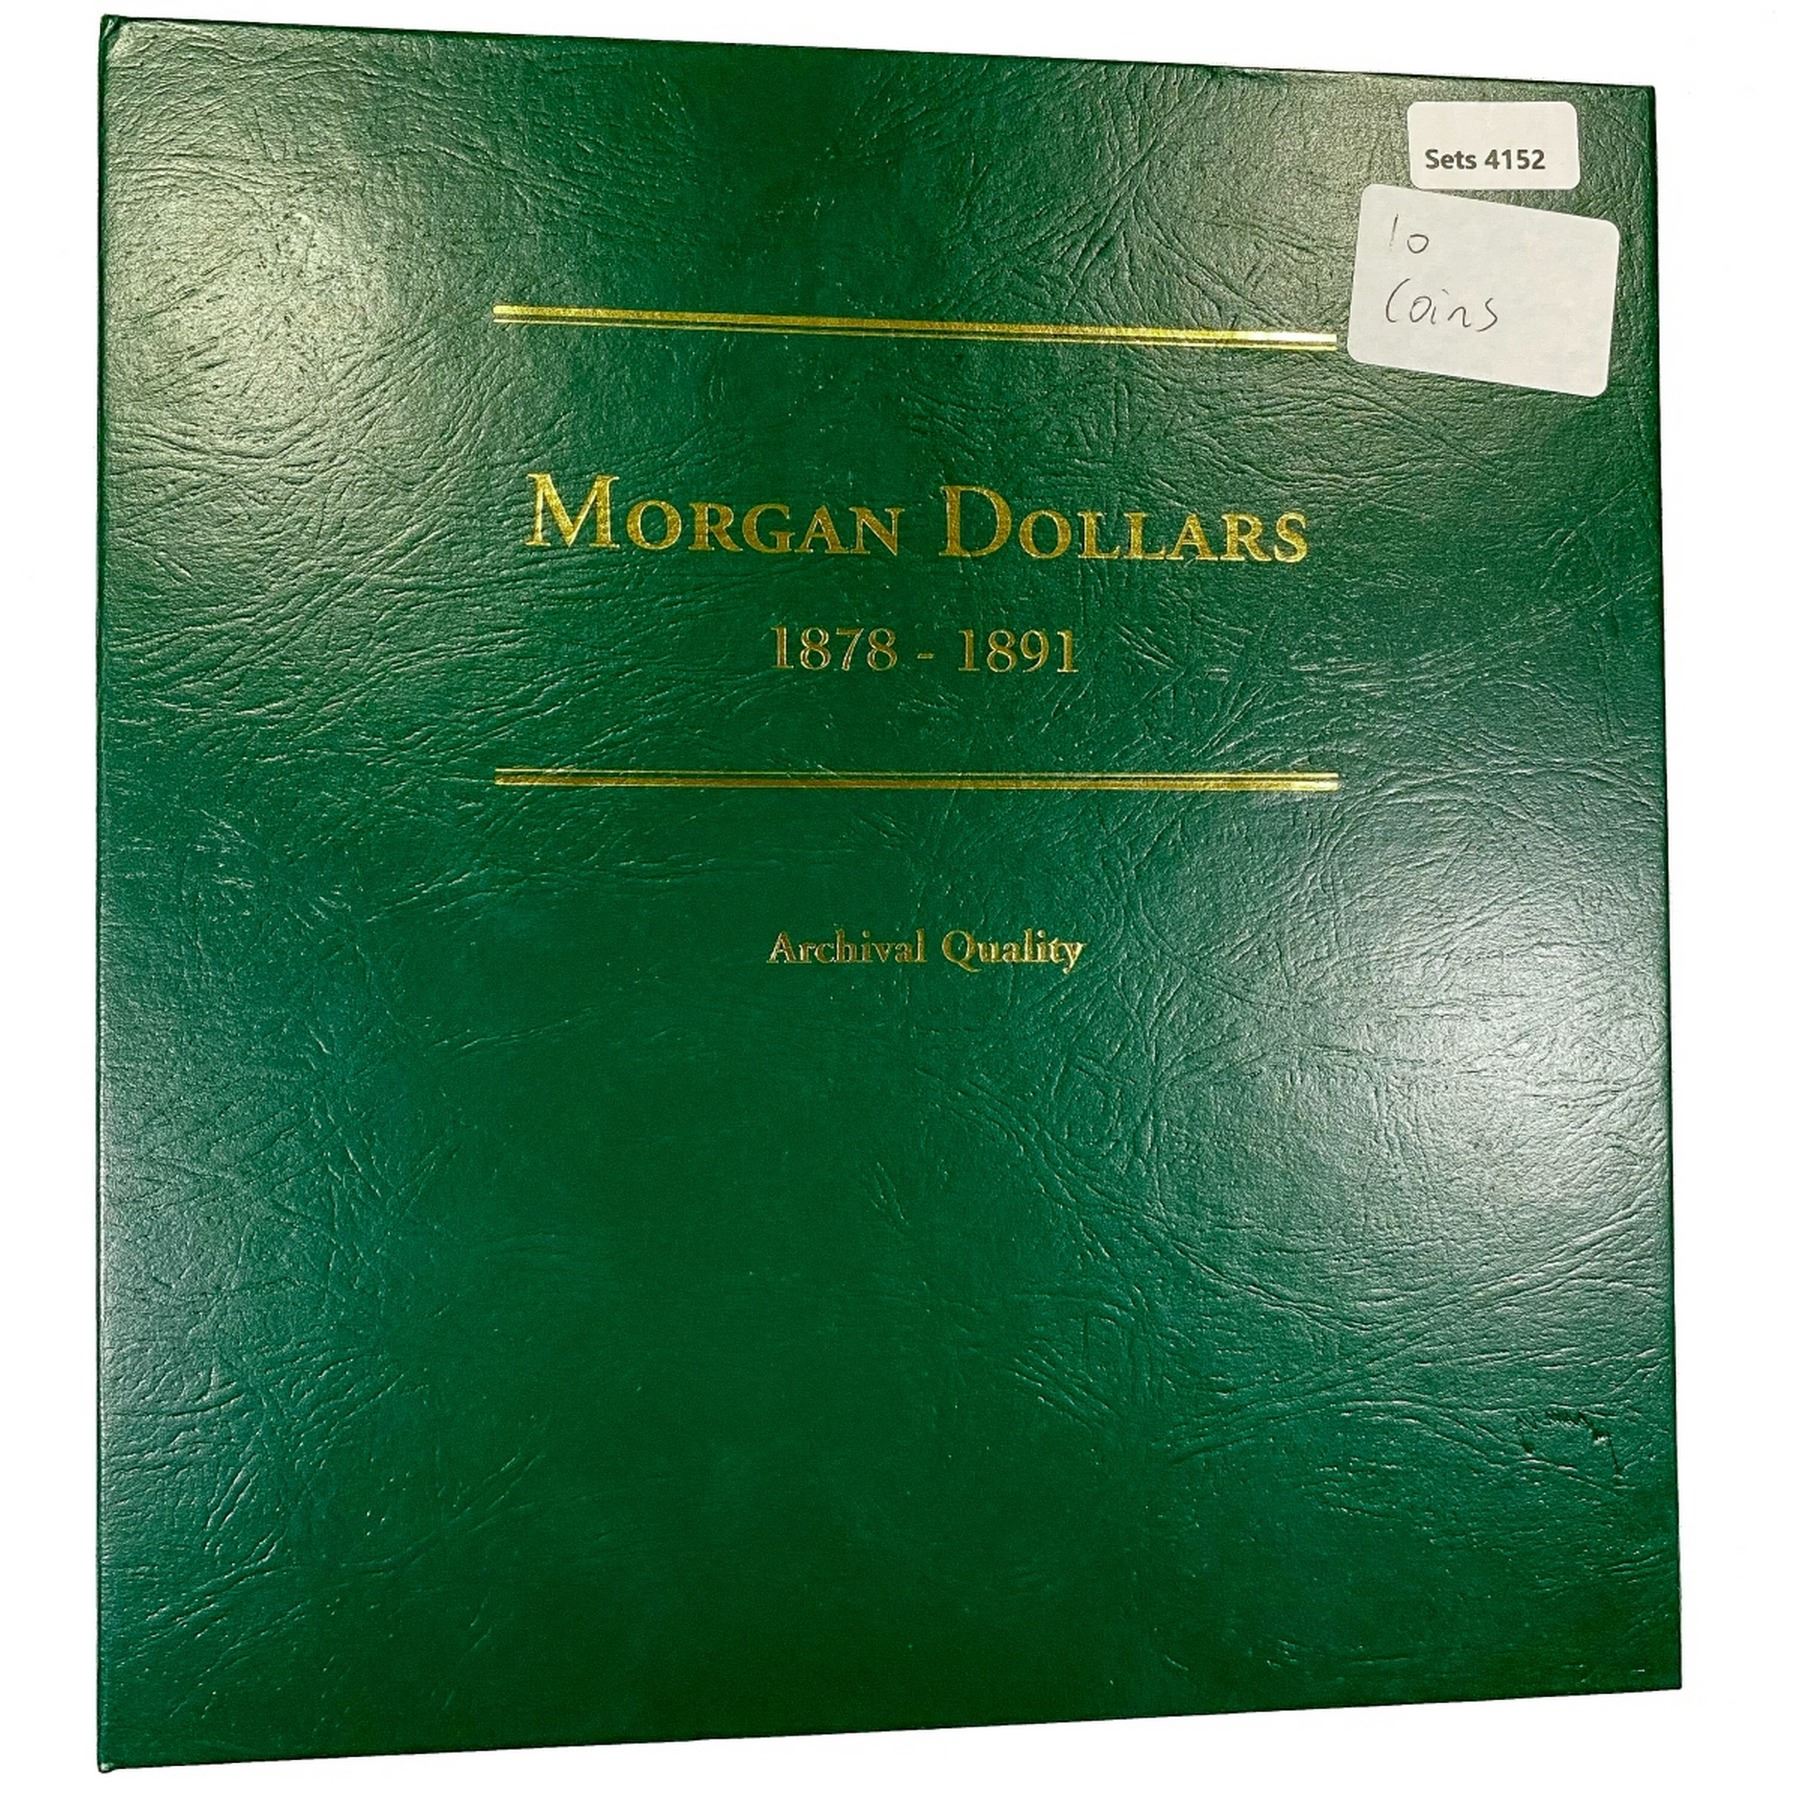 Sets 4152
10
Coins
MORGAN DOLLARS
1878 - 1891
Archival Quality